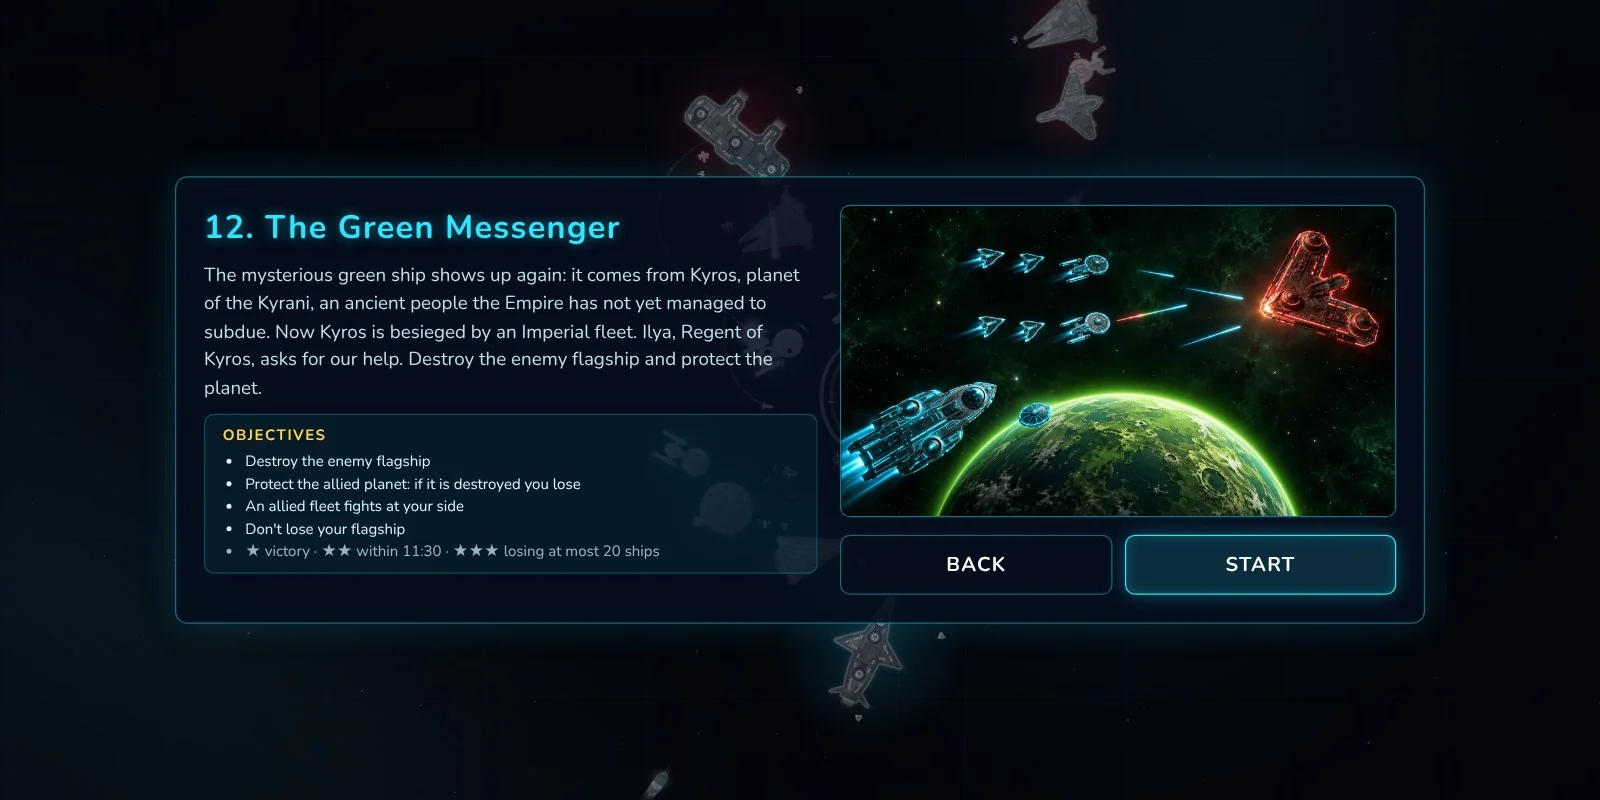 12. The Green Messenger
The mysterious green ship shows up again: it comes from Kyros, planet
of the Kyrani, an ancient people the Empire has not yet managed to
subdue. Now Kyros is besieged by an Imperial fleet. Ilya, Regent of
Kyros, asks for our help. Destroy the enemy flagship and protect the
planet.
OBJECTIVES
• Destroy the enemy flagship
• Protect the allied planet: if it is destroyed you lose
• An allied fleet fights at your side
• Don't lose your flagship
• ★ victory · ★★ within 11:30 · ★★★ losing at most 20 ships
BACK
START